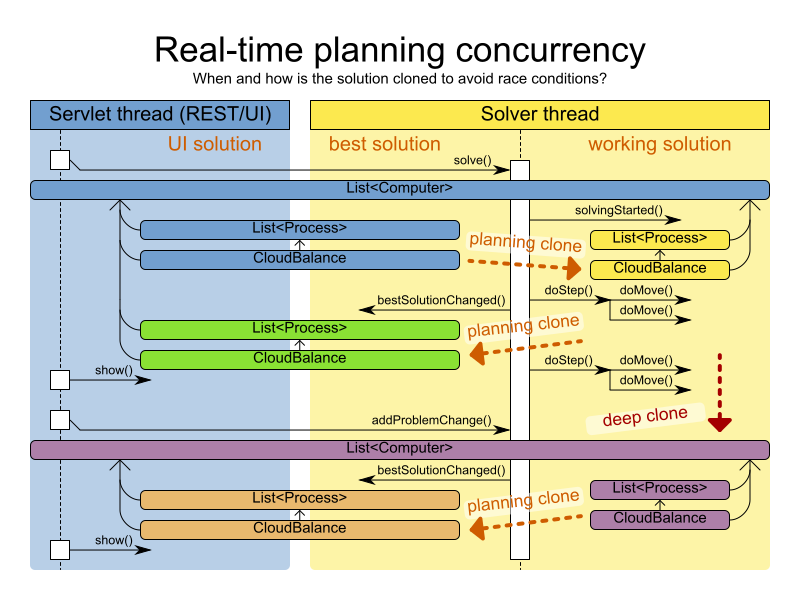 Real-time planning concurrency
When and how is the solution cloned to avoid race conditions?
Servlet thread (REST/UI)
Solver thread
UI solution
best solution
working solution
solve()
List<Computer>
solvingStarted()
List<Process>
planning clone
List<Process>
CloudBalance
CloudBalance
doStep()
doMove()
bestSolutionChanged()
doMove()
List<Process>
planning clone
CloudBalance
doStep()
doMove()
show()
doMove()
addProblemChange()
deep clone
List<Computer>
bestSolutionChanged()
List<Process>
planning clone
List<Process>
CloudBalance
CloudBalance
show()